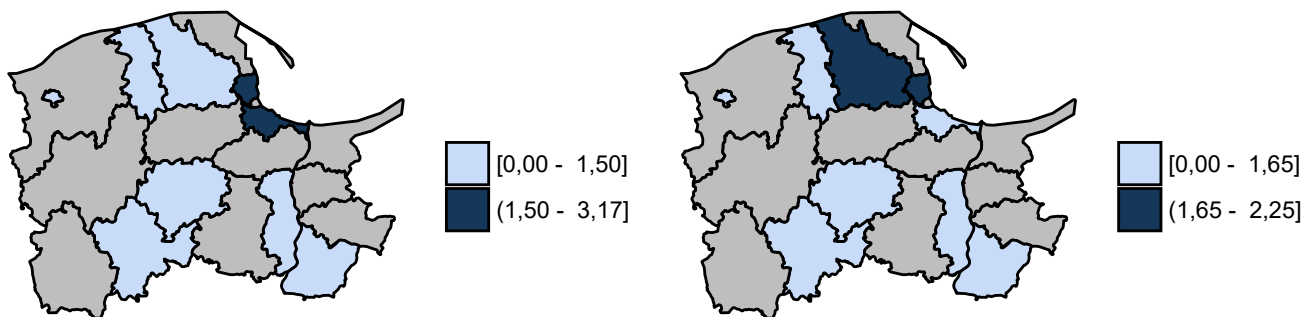 [0,00 - 1,50]
(1,50 - 3,17]
[0,00 - 1,65]
(1,65 - 2,25]